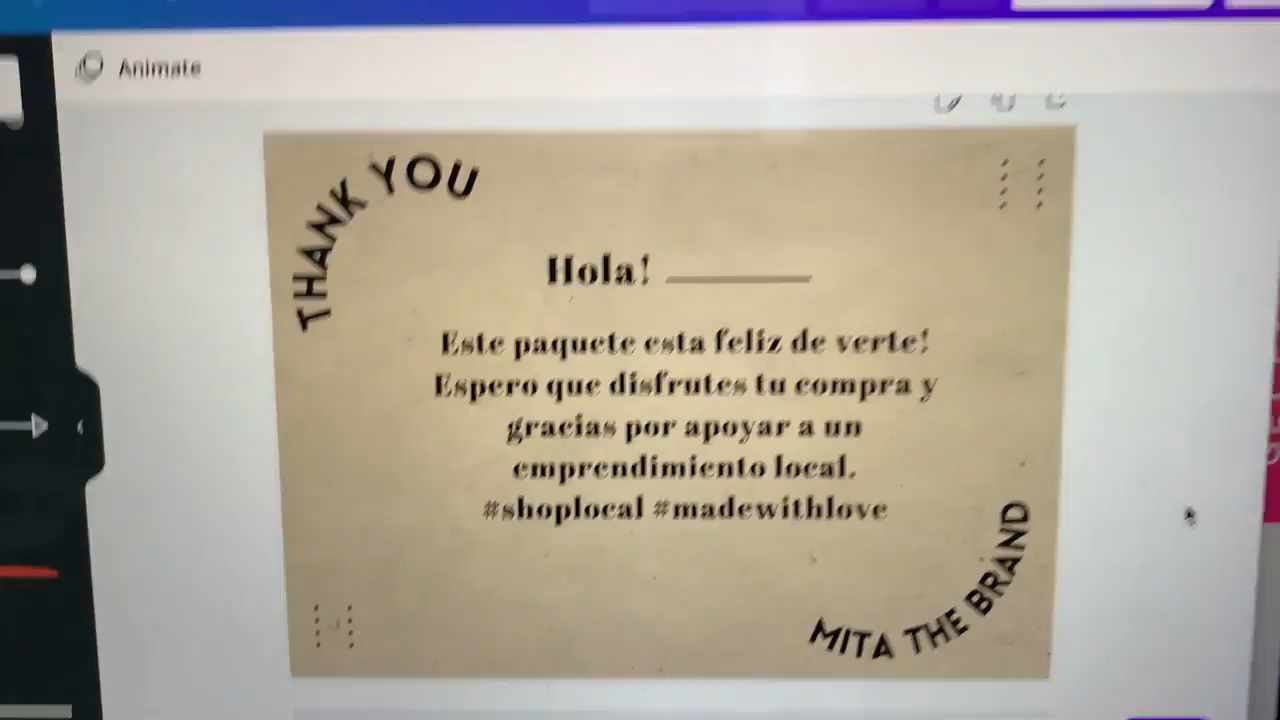 Animate
THANK YOU
Hola!
Este paquete esta feliz de verte!
Espero que disfrutes tu compra y
gracias por apoyar a un
emprendimiento local.
#shoplocal #madewithlove
MITA THE BRAND